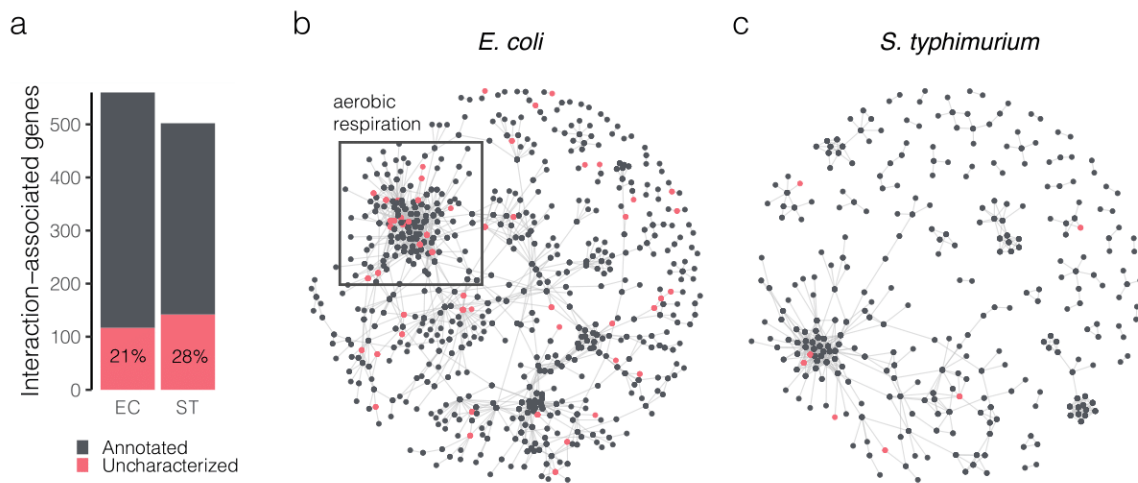 a
b
c
E. coli
S. typhimurium
Interaction–associated genes
500
400
300
200
100
0
21%
28%
EC
ST
Annotated
Uncharacterized
aerobic
respiration